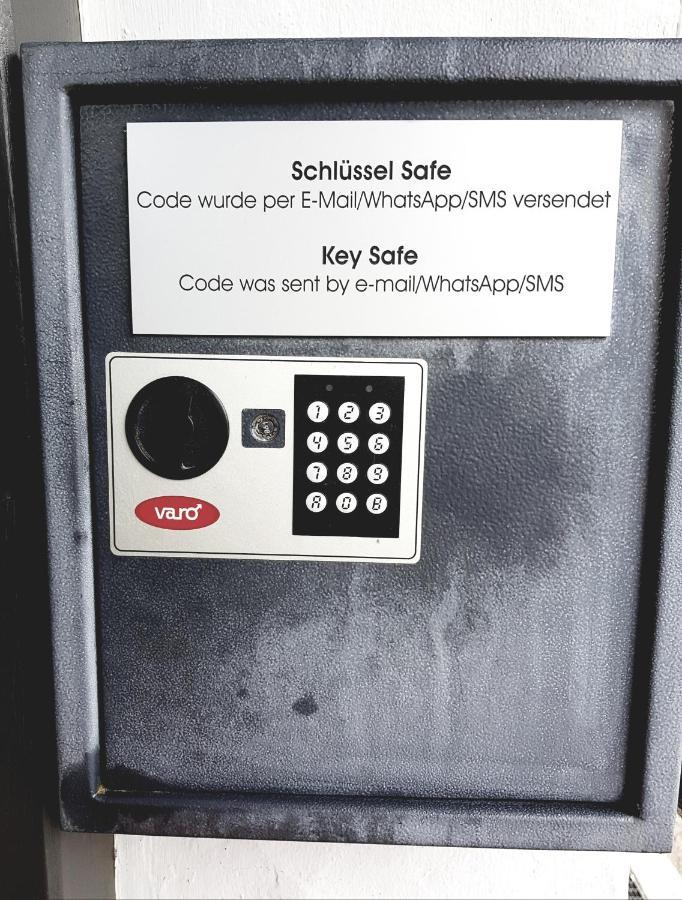 Schlüssel Safe
Code wurde per E-Mail/WhatsApp/SMS versendet
Key Safe
Code was sent by e-mail/WhatsApp/SMS
1 2 3
4 5 6
7 8 9
A 0 B
varo